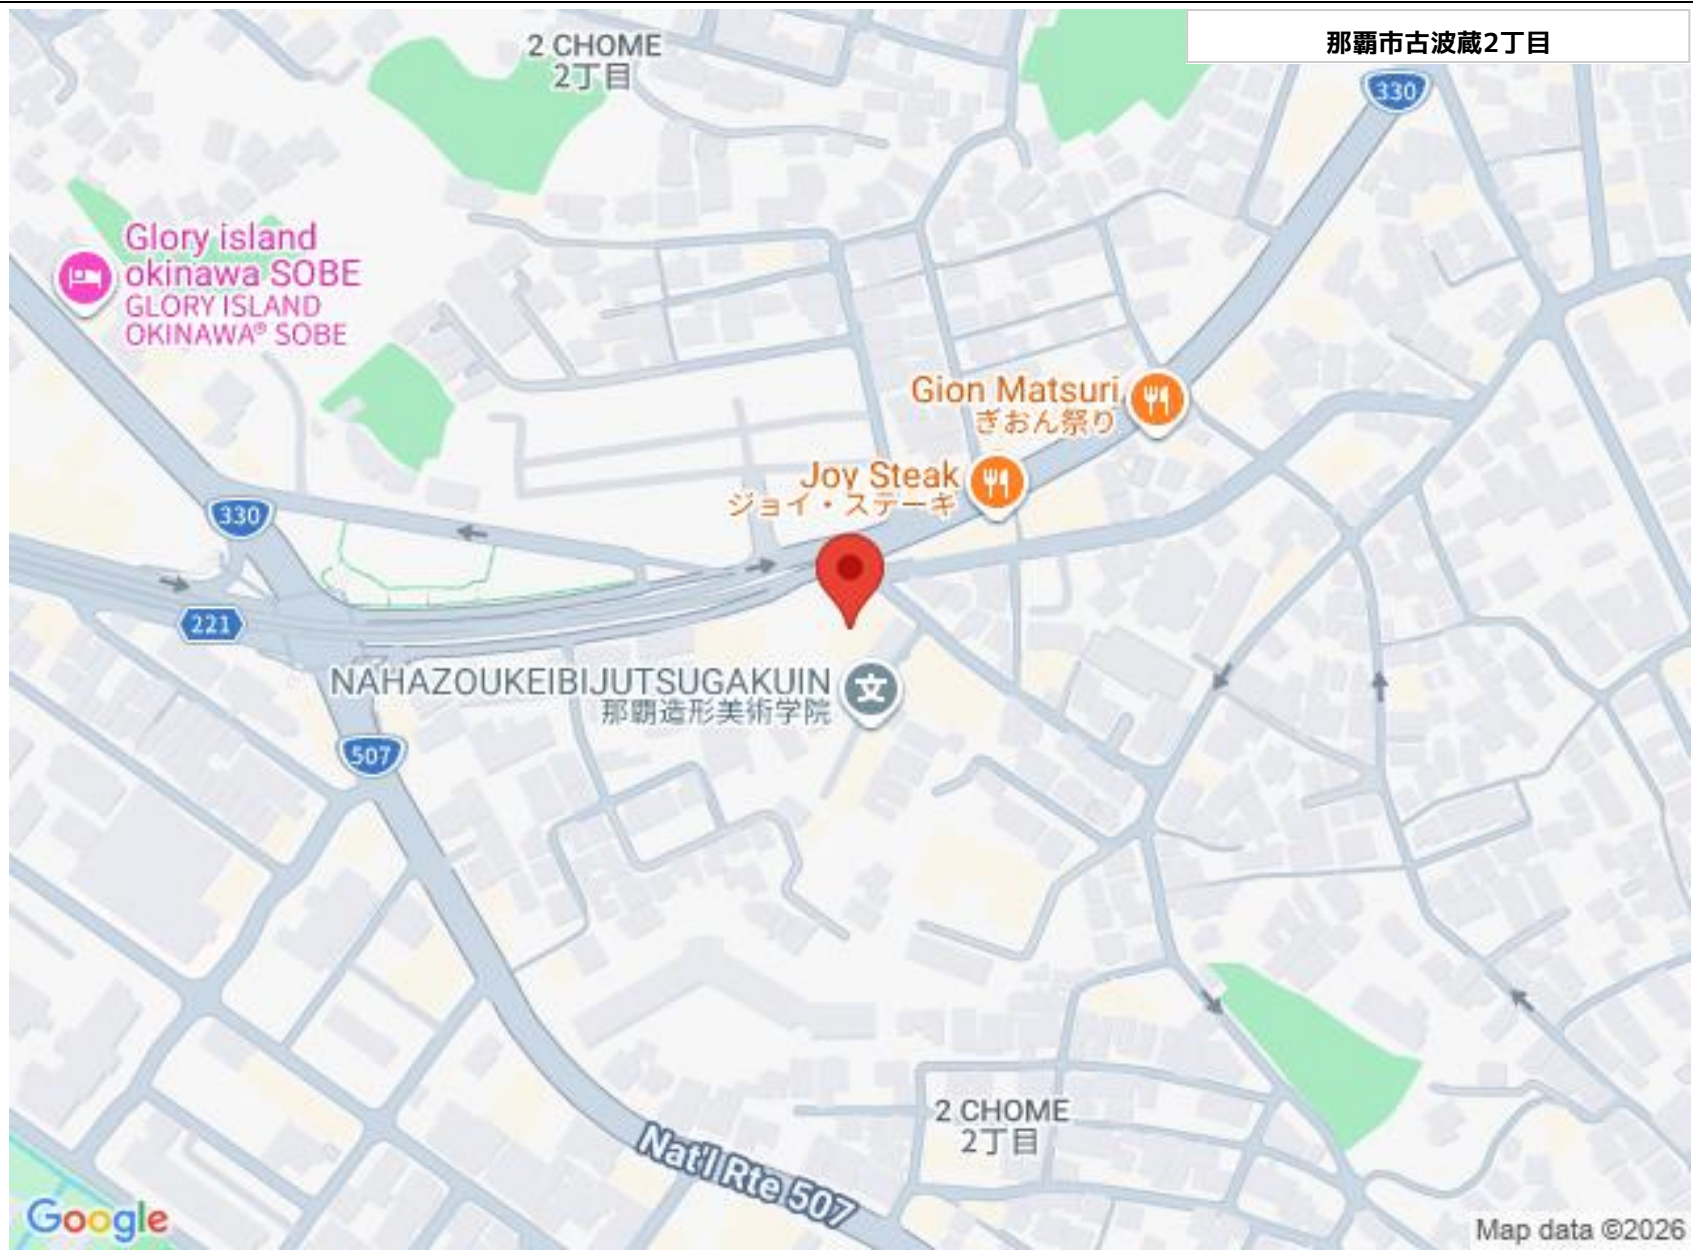 那覇市古波蔵2丁目
2 CHOME
2丁目
330
Glory island
okinawa SOBE
GLORY ISLAND
OKINAWA® SOBE
Gion Matsuri
ぎおん祭り
Joy Steak
ジョイ・ステーキ
330
221
NAHAZOUKEIBIJUTSUGAKUIN
那覇造形美術学院
文
507
2 CHOME
2丁目
Nat'l Rte 507
Google
Map data ©2026